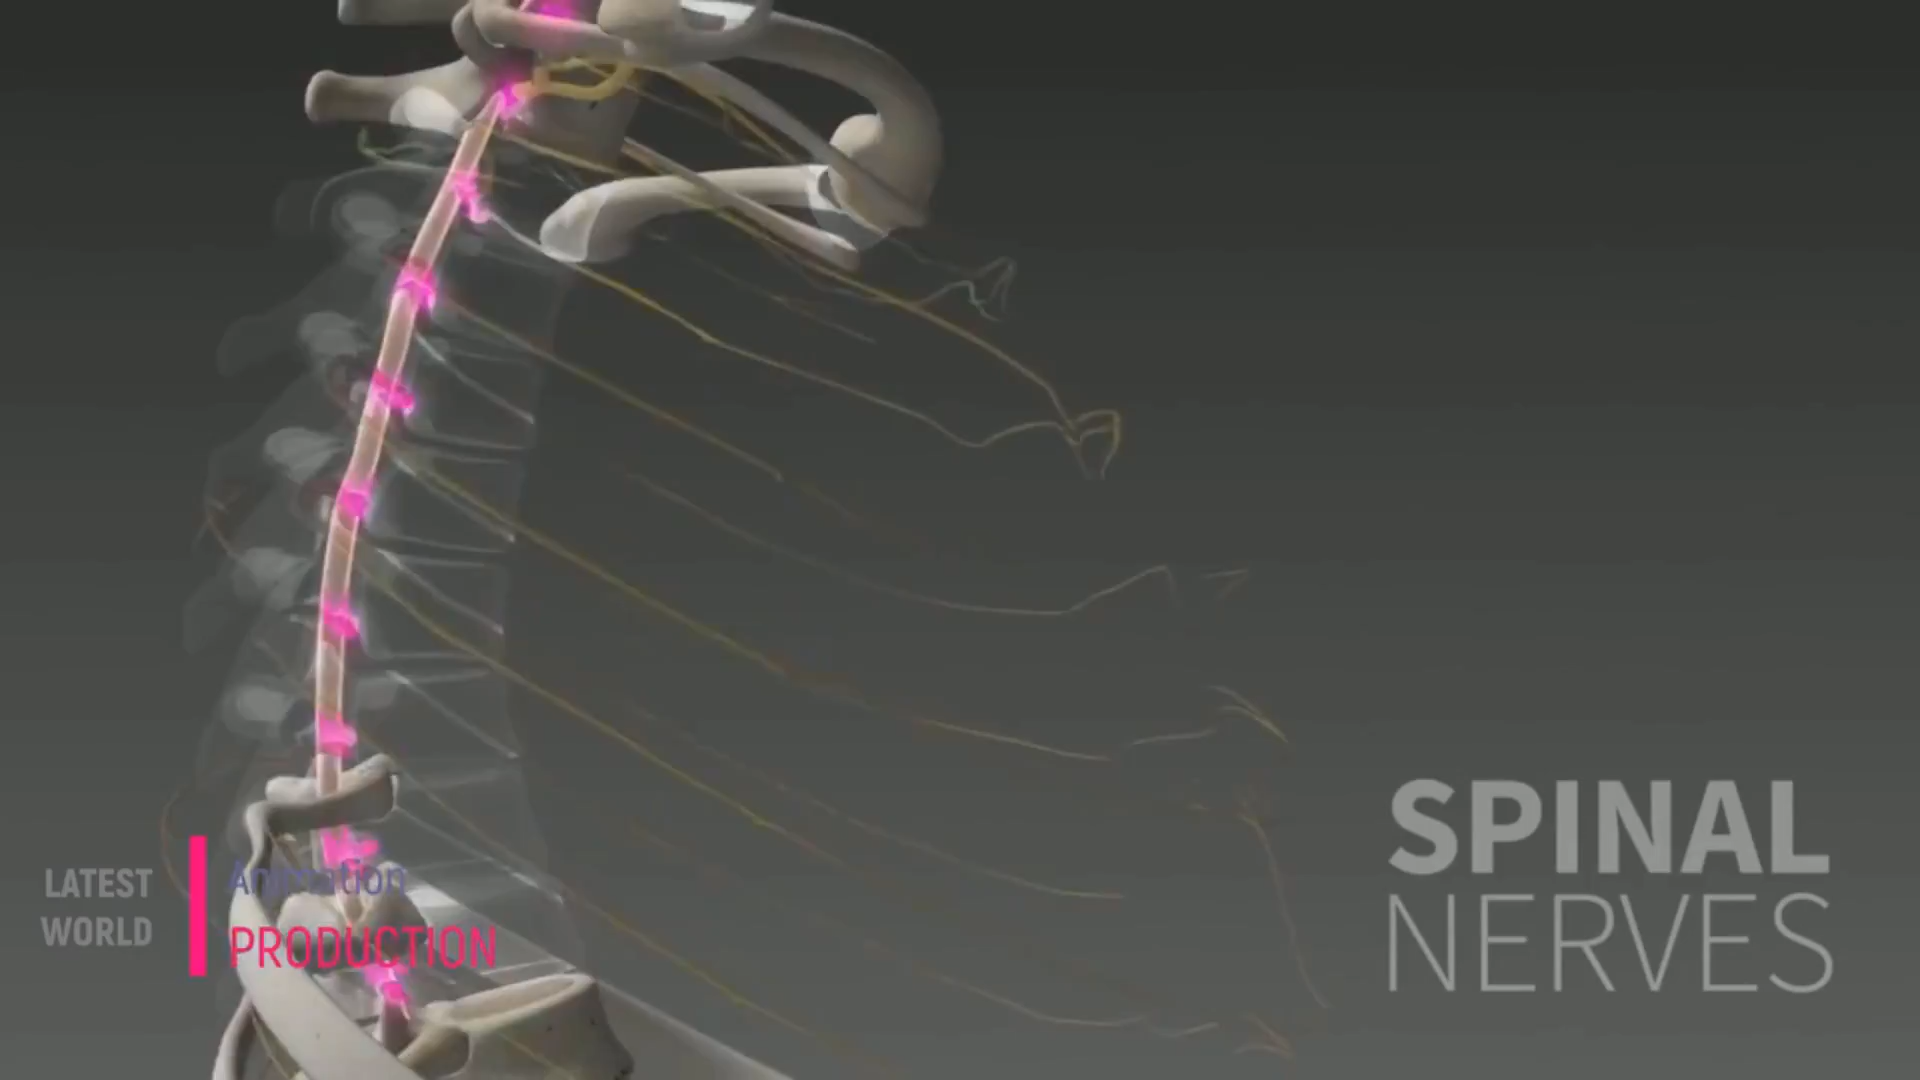 SPINAL
NERVES
LATEST
WORLD
Animation
PRODUCTION